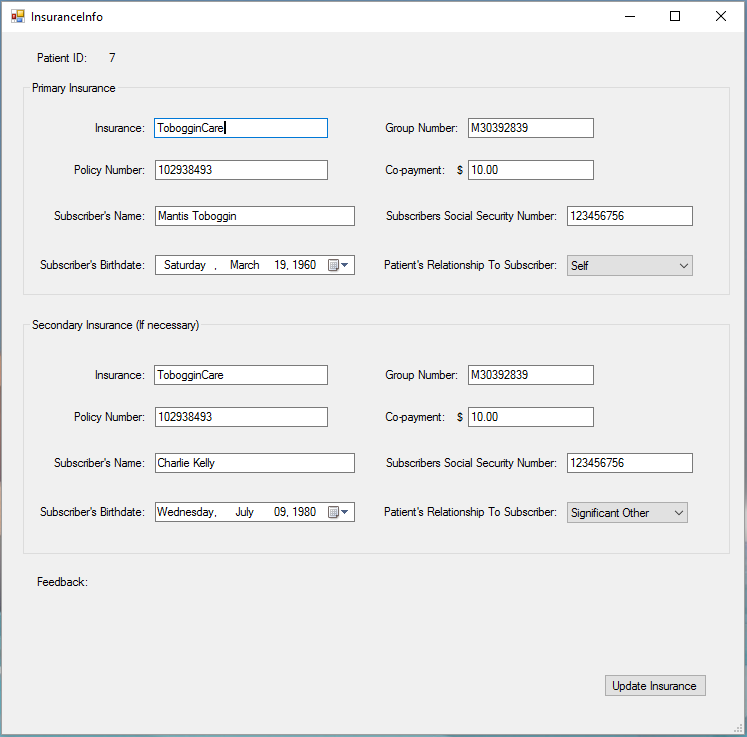 InsuranceInfo
Patient ID: 7
Primary Insurance
Insurance: TobogginCare Group Number: M30392839
Policy Number: 102938493 Co-payment: $ 10.00
Subscriber's Name: Mantis Toboggin Subscribers Social Security Number: 123456756
Subscriber's Birthdate: Saturday , March 19, 1960 Patient's Relationship To Subscriber: Self
Secondary Insurance (If necessary)
Insurance: TobogginCare Group Number: M30392839
Policy Number: 102938493 Co-payment: $ 10.00
Subscriber's Name: Charlie Kelly Subscribers Social Security Number: 123456756
Subscriber's Birthdate: Wednesday, July 09, 1980 Patient's Relationship To Subscriber: Significant Other
Feedback:
Update Insurance